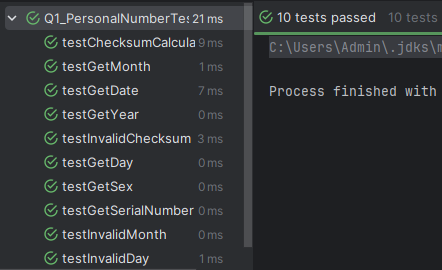 Q1_PersonalNumberTes 21 ms
testChecksumCalcula 9 ms
testGetMonth 1 ms
testGetDate 7 ms
testGetYear 0 ms
testInvalidChecksum 3 ms
testGetDay 0 ms
testGetSex 0 ms
testGetSerialNumber 0 ms
testInvalidMonth 0 ms
testInvalidDay 1 ms
10 tests passed 10 tests
C:\Users\Admin\.jdks\m
Process finished with